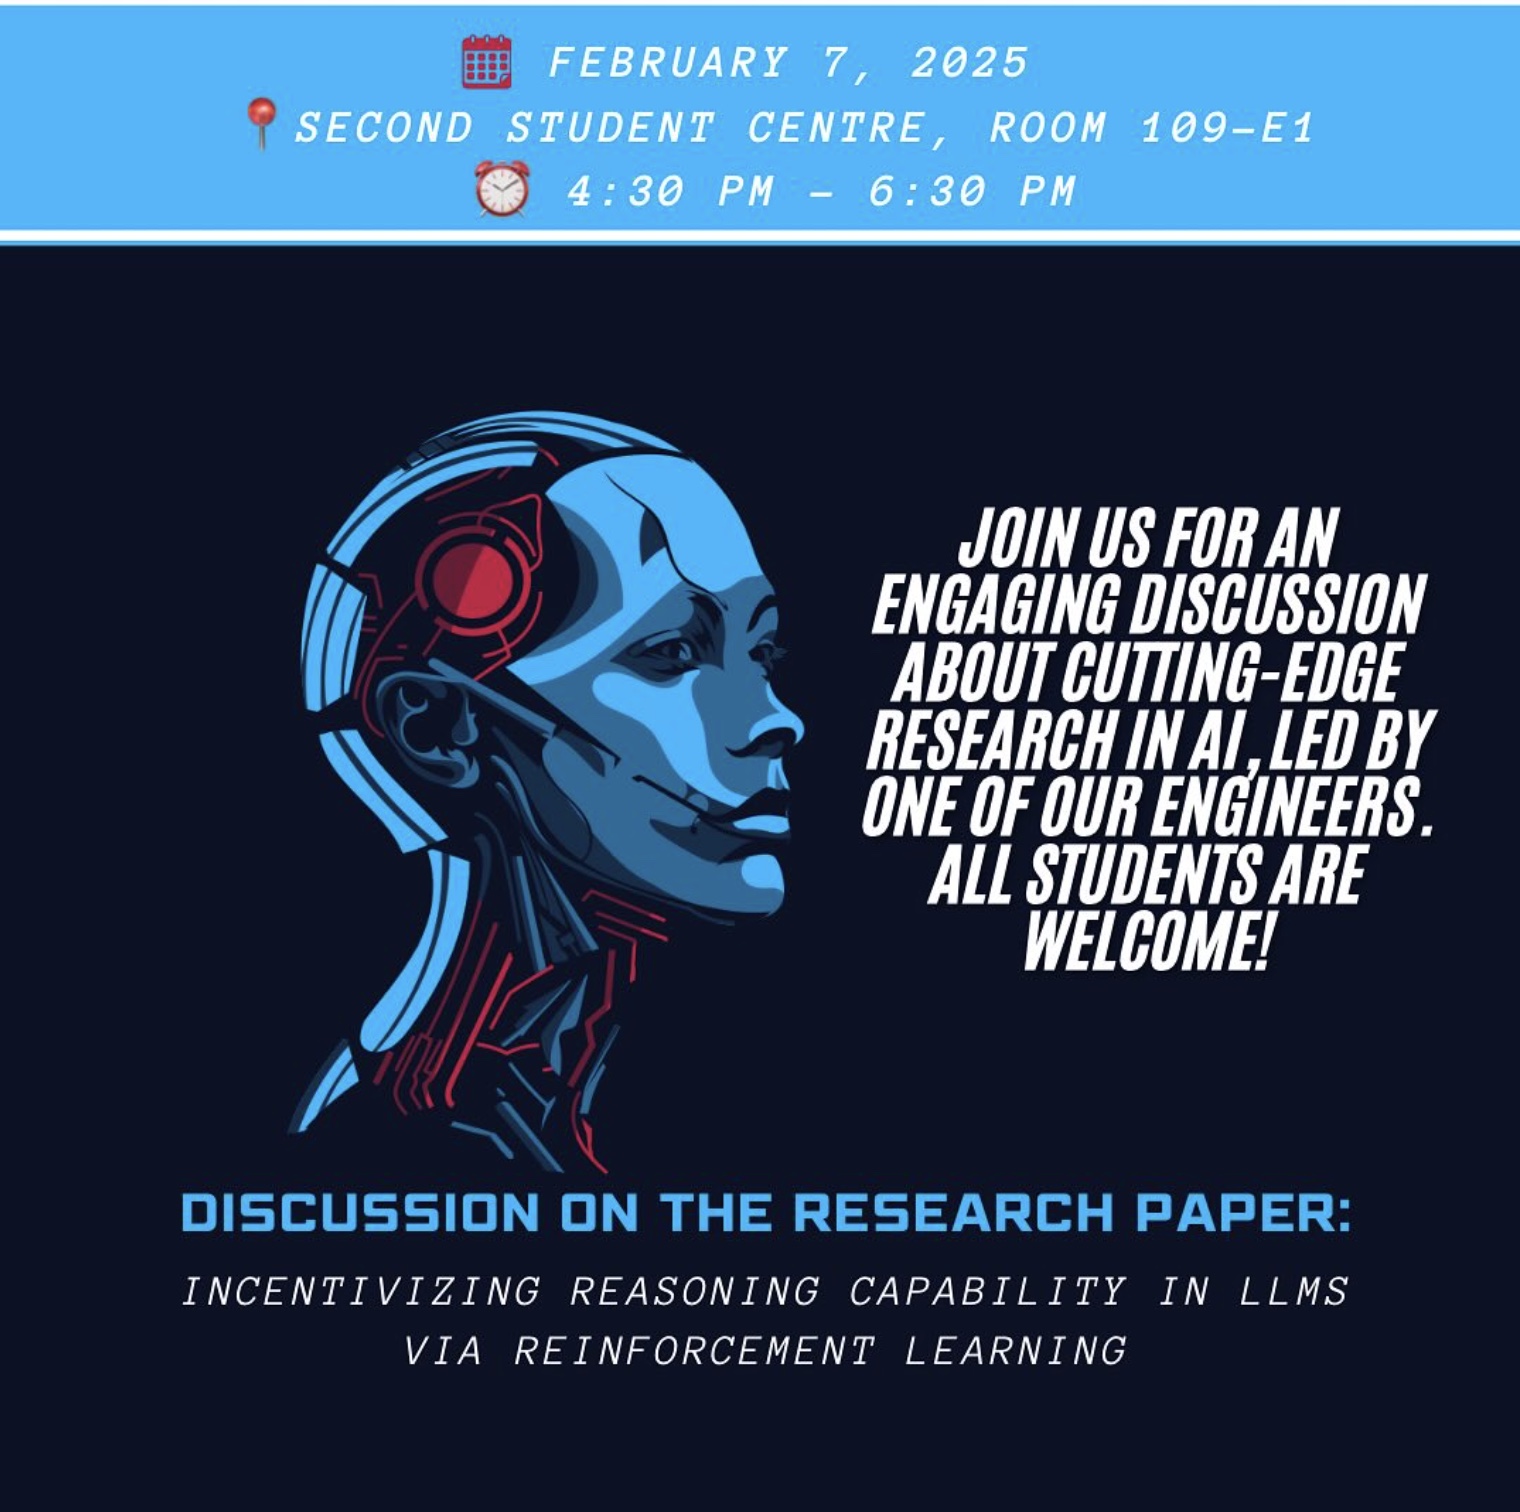 FEBRUARY 7, 2025
SECOND STUDENT CENTRE, ROOM 109-E1
4:30 PM - 6:30 PM
JOIN US FOR AN
ENGAGING DISCUSSION
ABOUT CUTTING-EDGE
RESEARCH IN AI, LED BY
ONE OF OUR ENGINEERS.
ALL STUDENTS ARE
WELCOME!
DISCUSSION ON THE RESEARCH PAPER:
INCENTIVIZING REASONING CAPABILITY IN LLMS
VIA REINFORCEMENT LEARNING